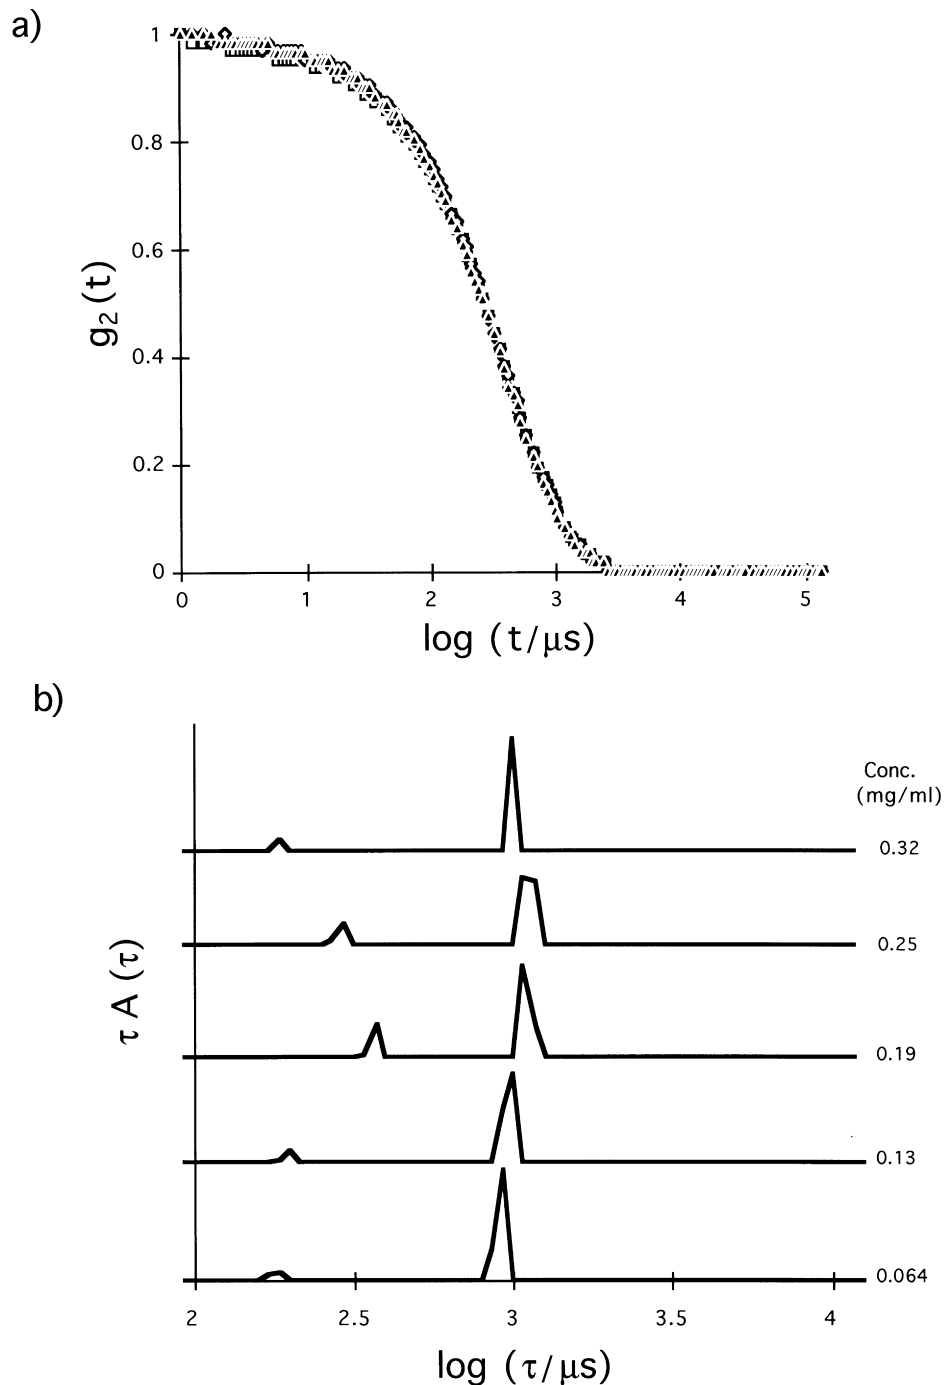 a)
1
0.8
0.6
0.4
0.2
0
g₂(t)
0 1 2 3 4 5
log (t/μs)
b)
Conc.
(mg/ml)
0.32
0.25
0.19
0.13
0.064
τ A (τ)
2 2.5 3 3.5 4
log (τ/μs)